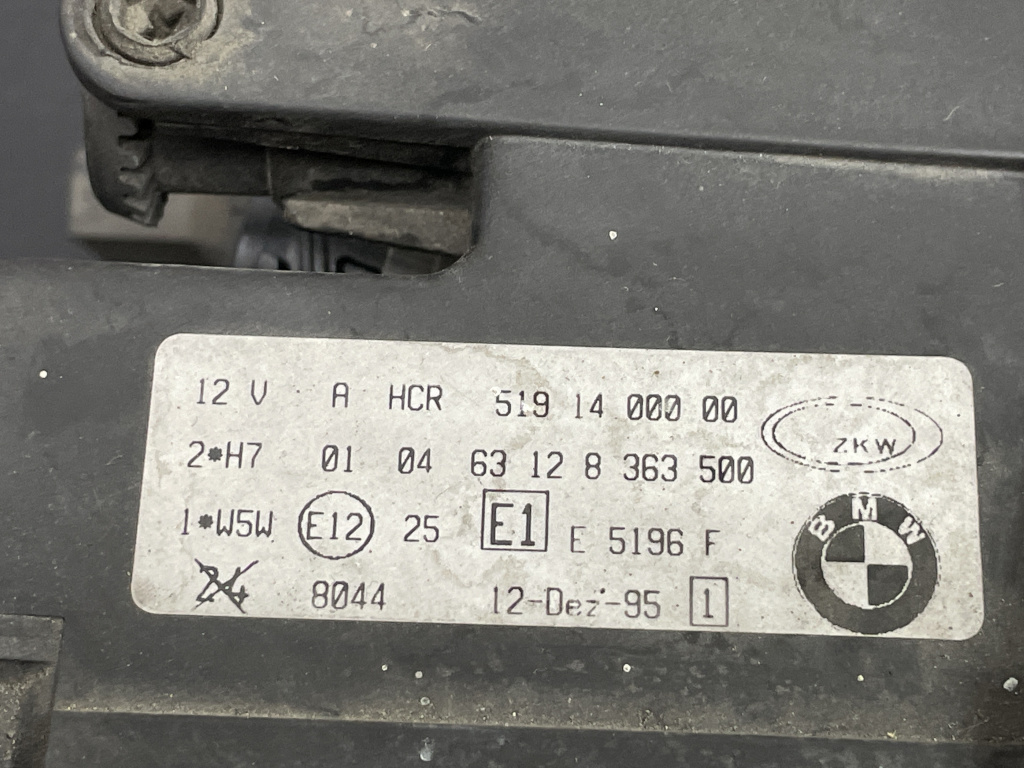 12 V A HCR 519 14 000 00
ZKW
2*H7 01 04 63 12 8 363 500
1*W5W E12 25 E1 E 5196 F
BMW
24 8044 12-Dez-95 1